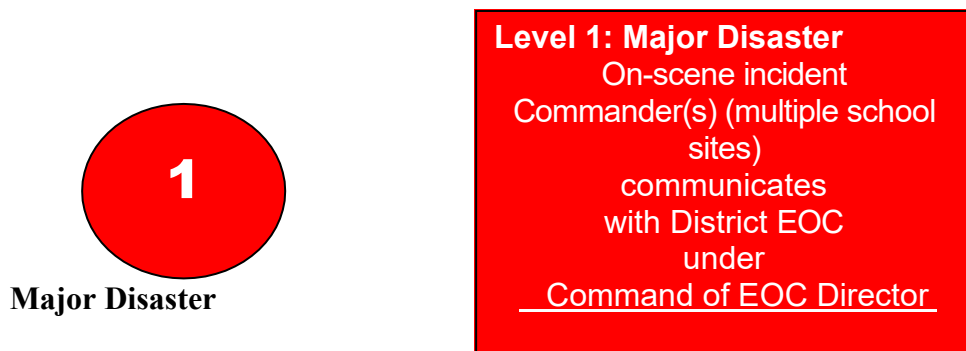 1
Major Disaster
Level 1: Major Disaster
On-scene incident
Commander(s) (multiple school
sites)
communicates
with District EOC
under
Command of EOC Director